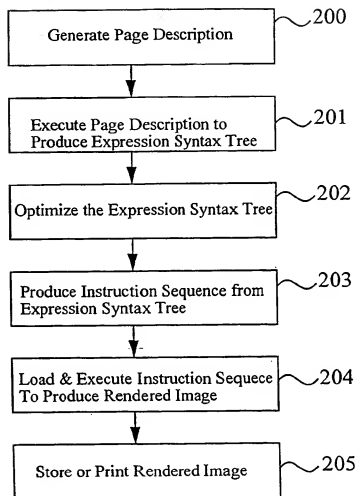 Generate Page Description
200
Execute Page Description to
Produce Expression Syntax Tree
201
Optimize the Expression Syntax Tree
202
Produce Instruction Sequence from
Expression Syntax Tree
203
Load & Execute Instruction Sequece
To Produce Rendered Image
204
Store or Print Rendered Image
205